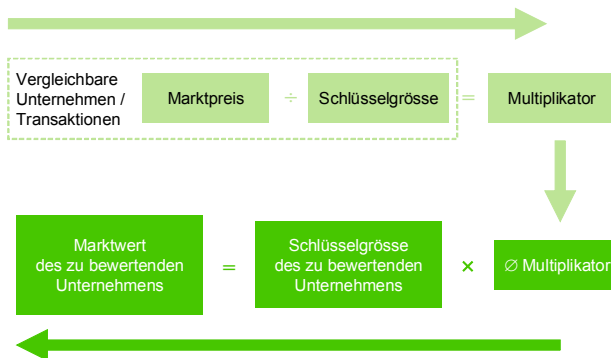 Vergleichbare
Unternehmen /
Transaktionen
Marktpreis ÷ Schlüsselgrösse = Multiplikator
Marktwert
des zu bewertenden
Unternehmens
=
Schlüsselgrösse
des zu bewertenden
Unternehmens
×
∅ Multiplikator